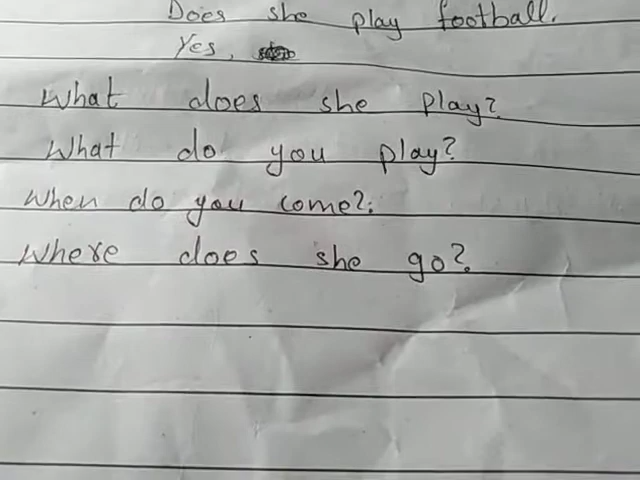 Does she play football.
Yes,
What does she play?
What do you play?
When do you come?.
Where does she go?